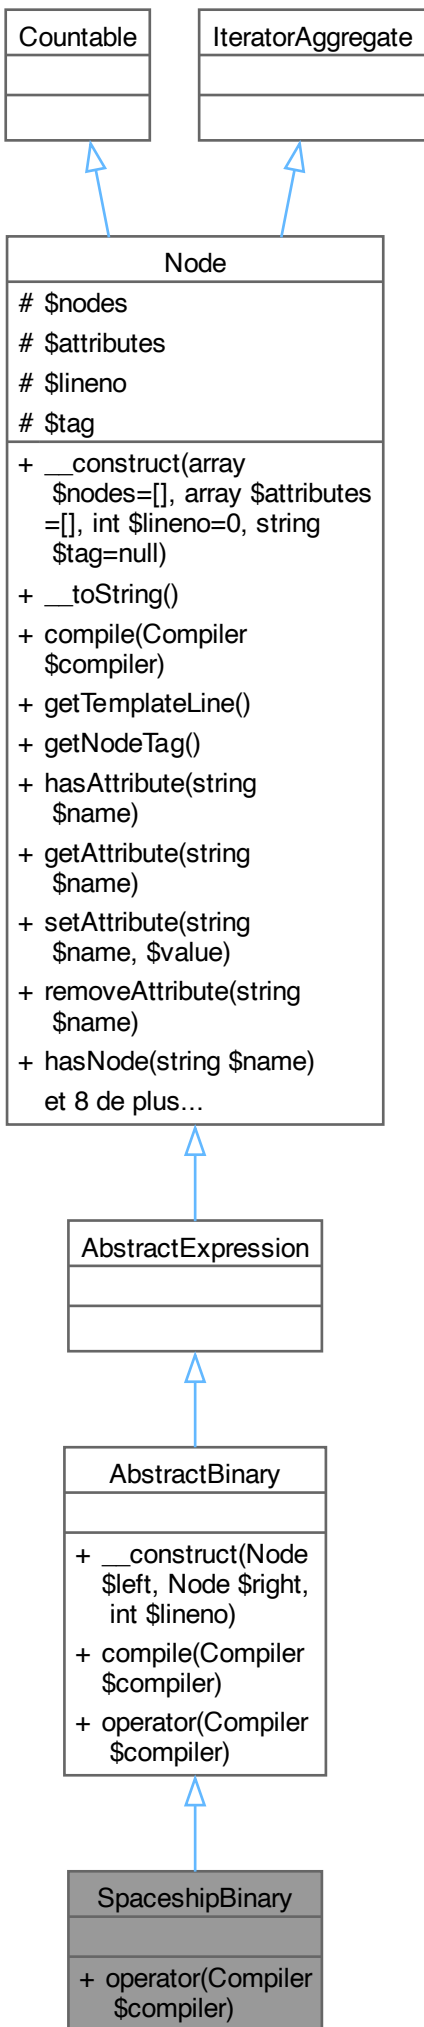 Countable
IteratorAggregate
Node
# $nodes
# $attributes
# $lineno
# $tag
+ __construct(array
$nodes=[], array $attributes
=[], int $lineno=0, string
$tag=null)
+ __toString()
+ compile(Compiler
$compiler)
+ getTemplateLine()
+ getNodeTag()
+ hasAttribute(string
$name)
+ getAttribute(string
$name)
+ setAttribute(string
$name, $value)
+ removeAttribute(string
$name)
+ hasNode(string $name)
et 8 de plus...
AbstractExpression
AbstractBinary
+ __construct(Node
$left, Node $right,
int $lineno)
+ compile(Compiler
$compiler)
+ operator(Compiler
$compiler)
SpaceshipBinary
+ operator(Compiler
$compiler)